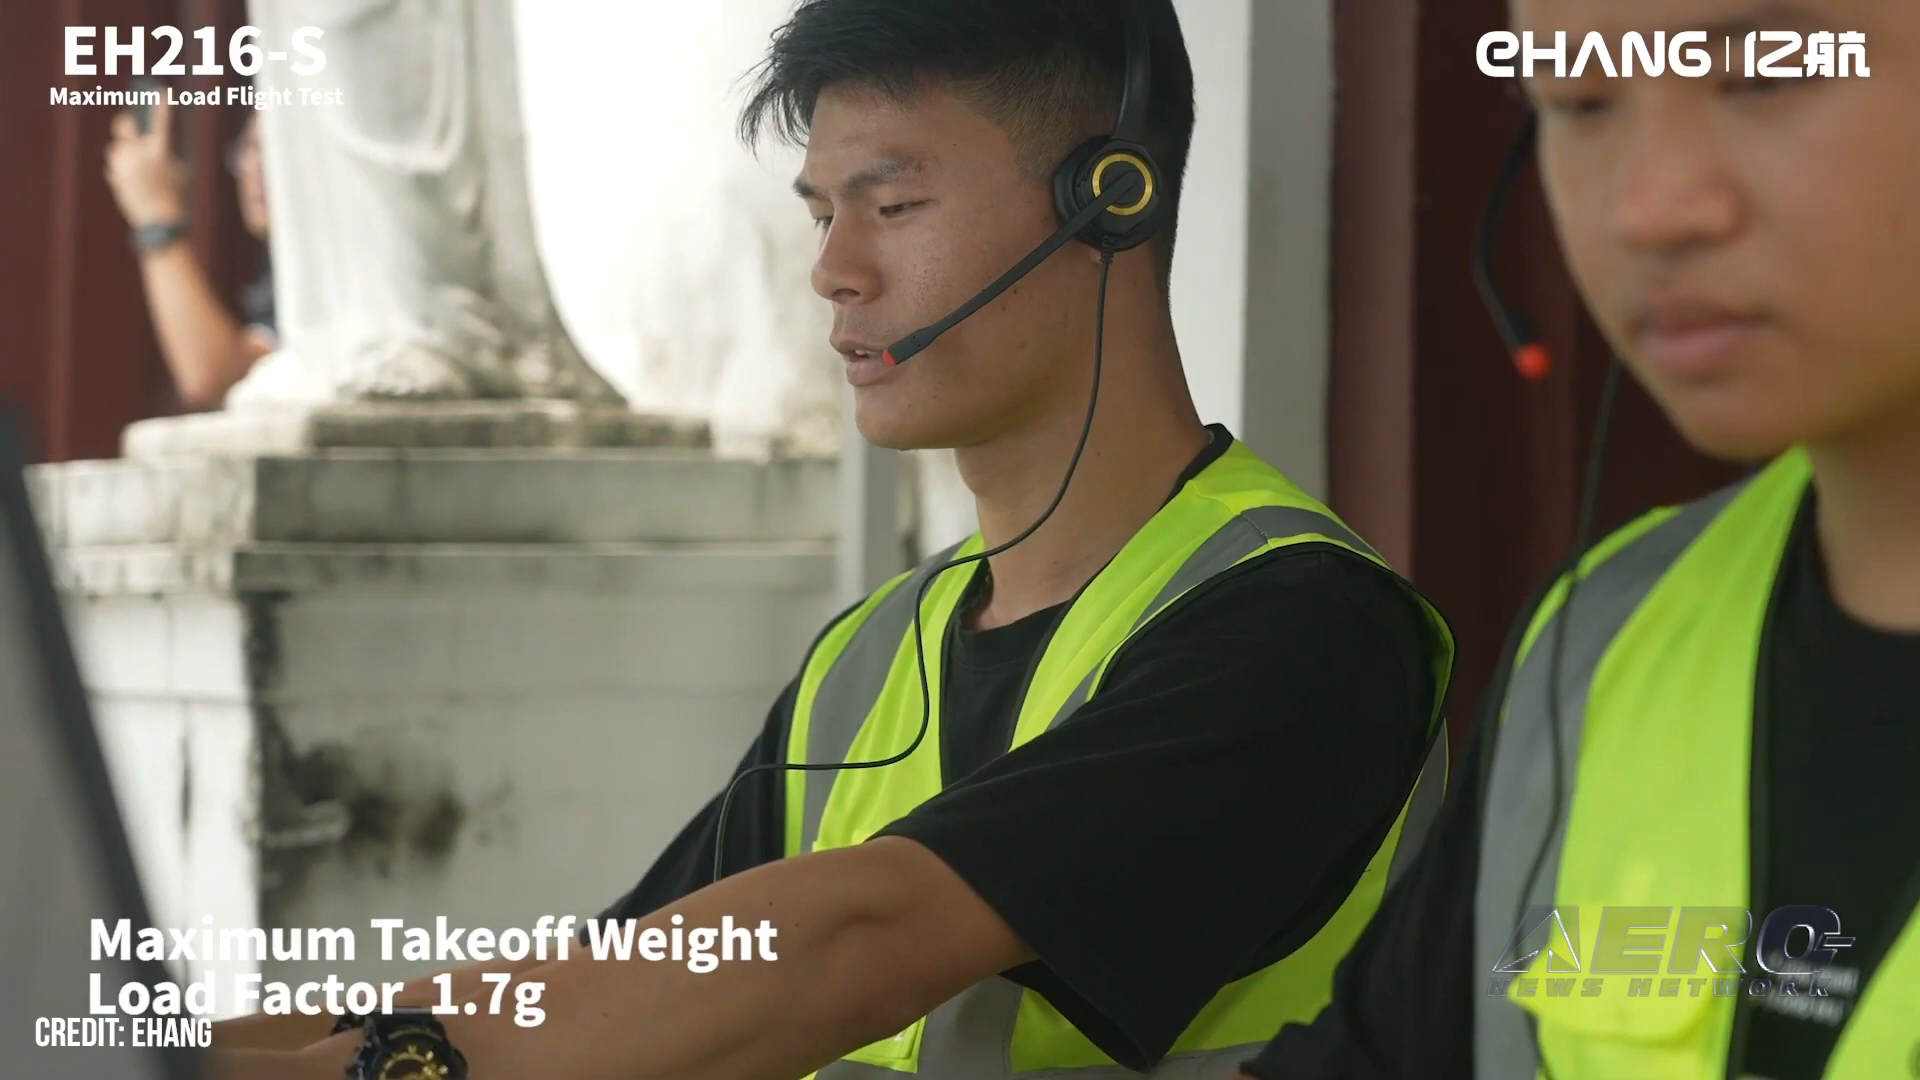 EH216-S
Maximum Load Flight Test
EHANG | 亿航
Maximum Takeoff Weight
Load Factor 1.7g
CREDIT: EHANG
AERO
NEWS NETWORK